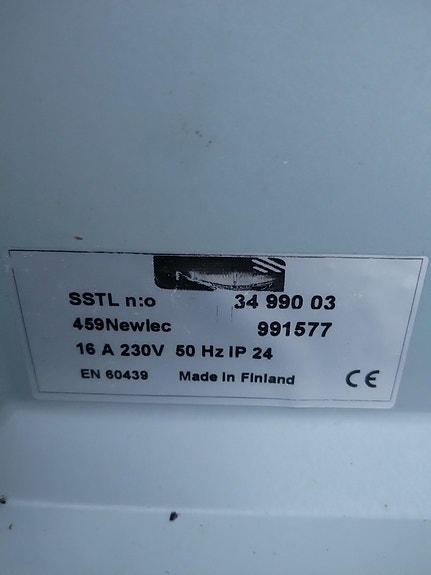 SSTL n:o 34 990 03
459Newlec 991577
16 A 230V 50 Hz IP 24
EN 60439 Made in Finland CE